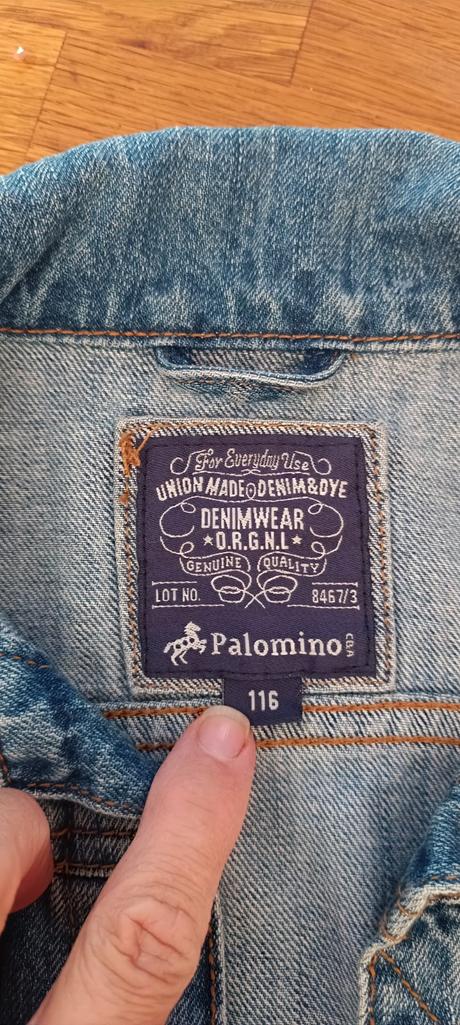 For Everyday Use
UNION MADE DENIM&DYE
DENIMWEAR
★O.R.G.N.L★
GENUINE QUALITY
LOT NO. 8467/3
Palomino C&A
116